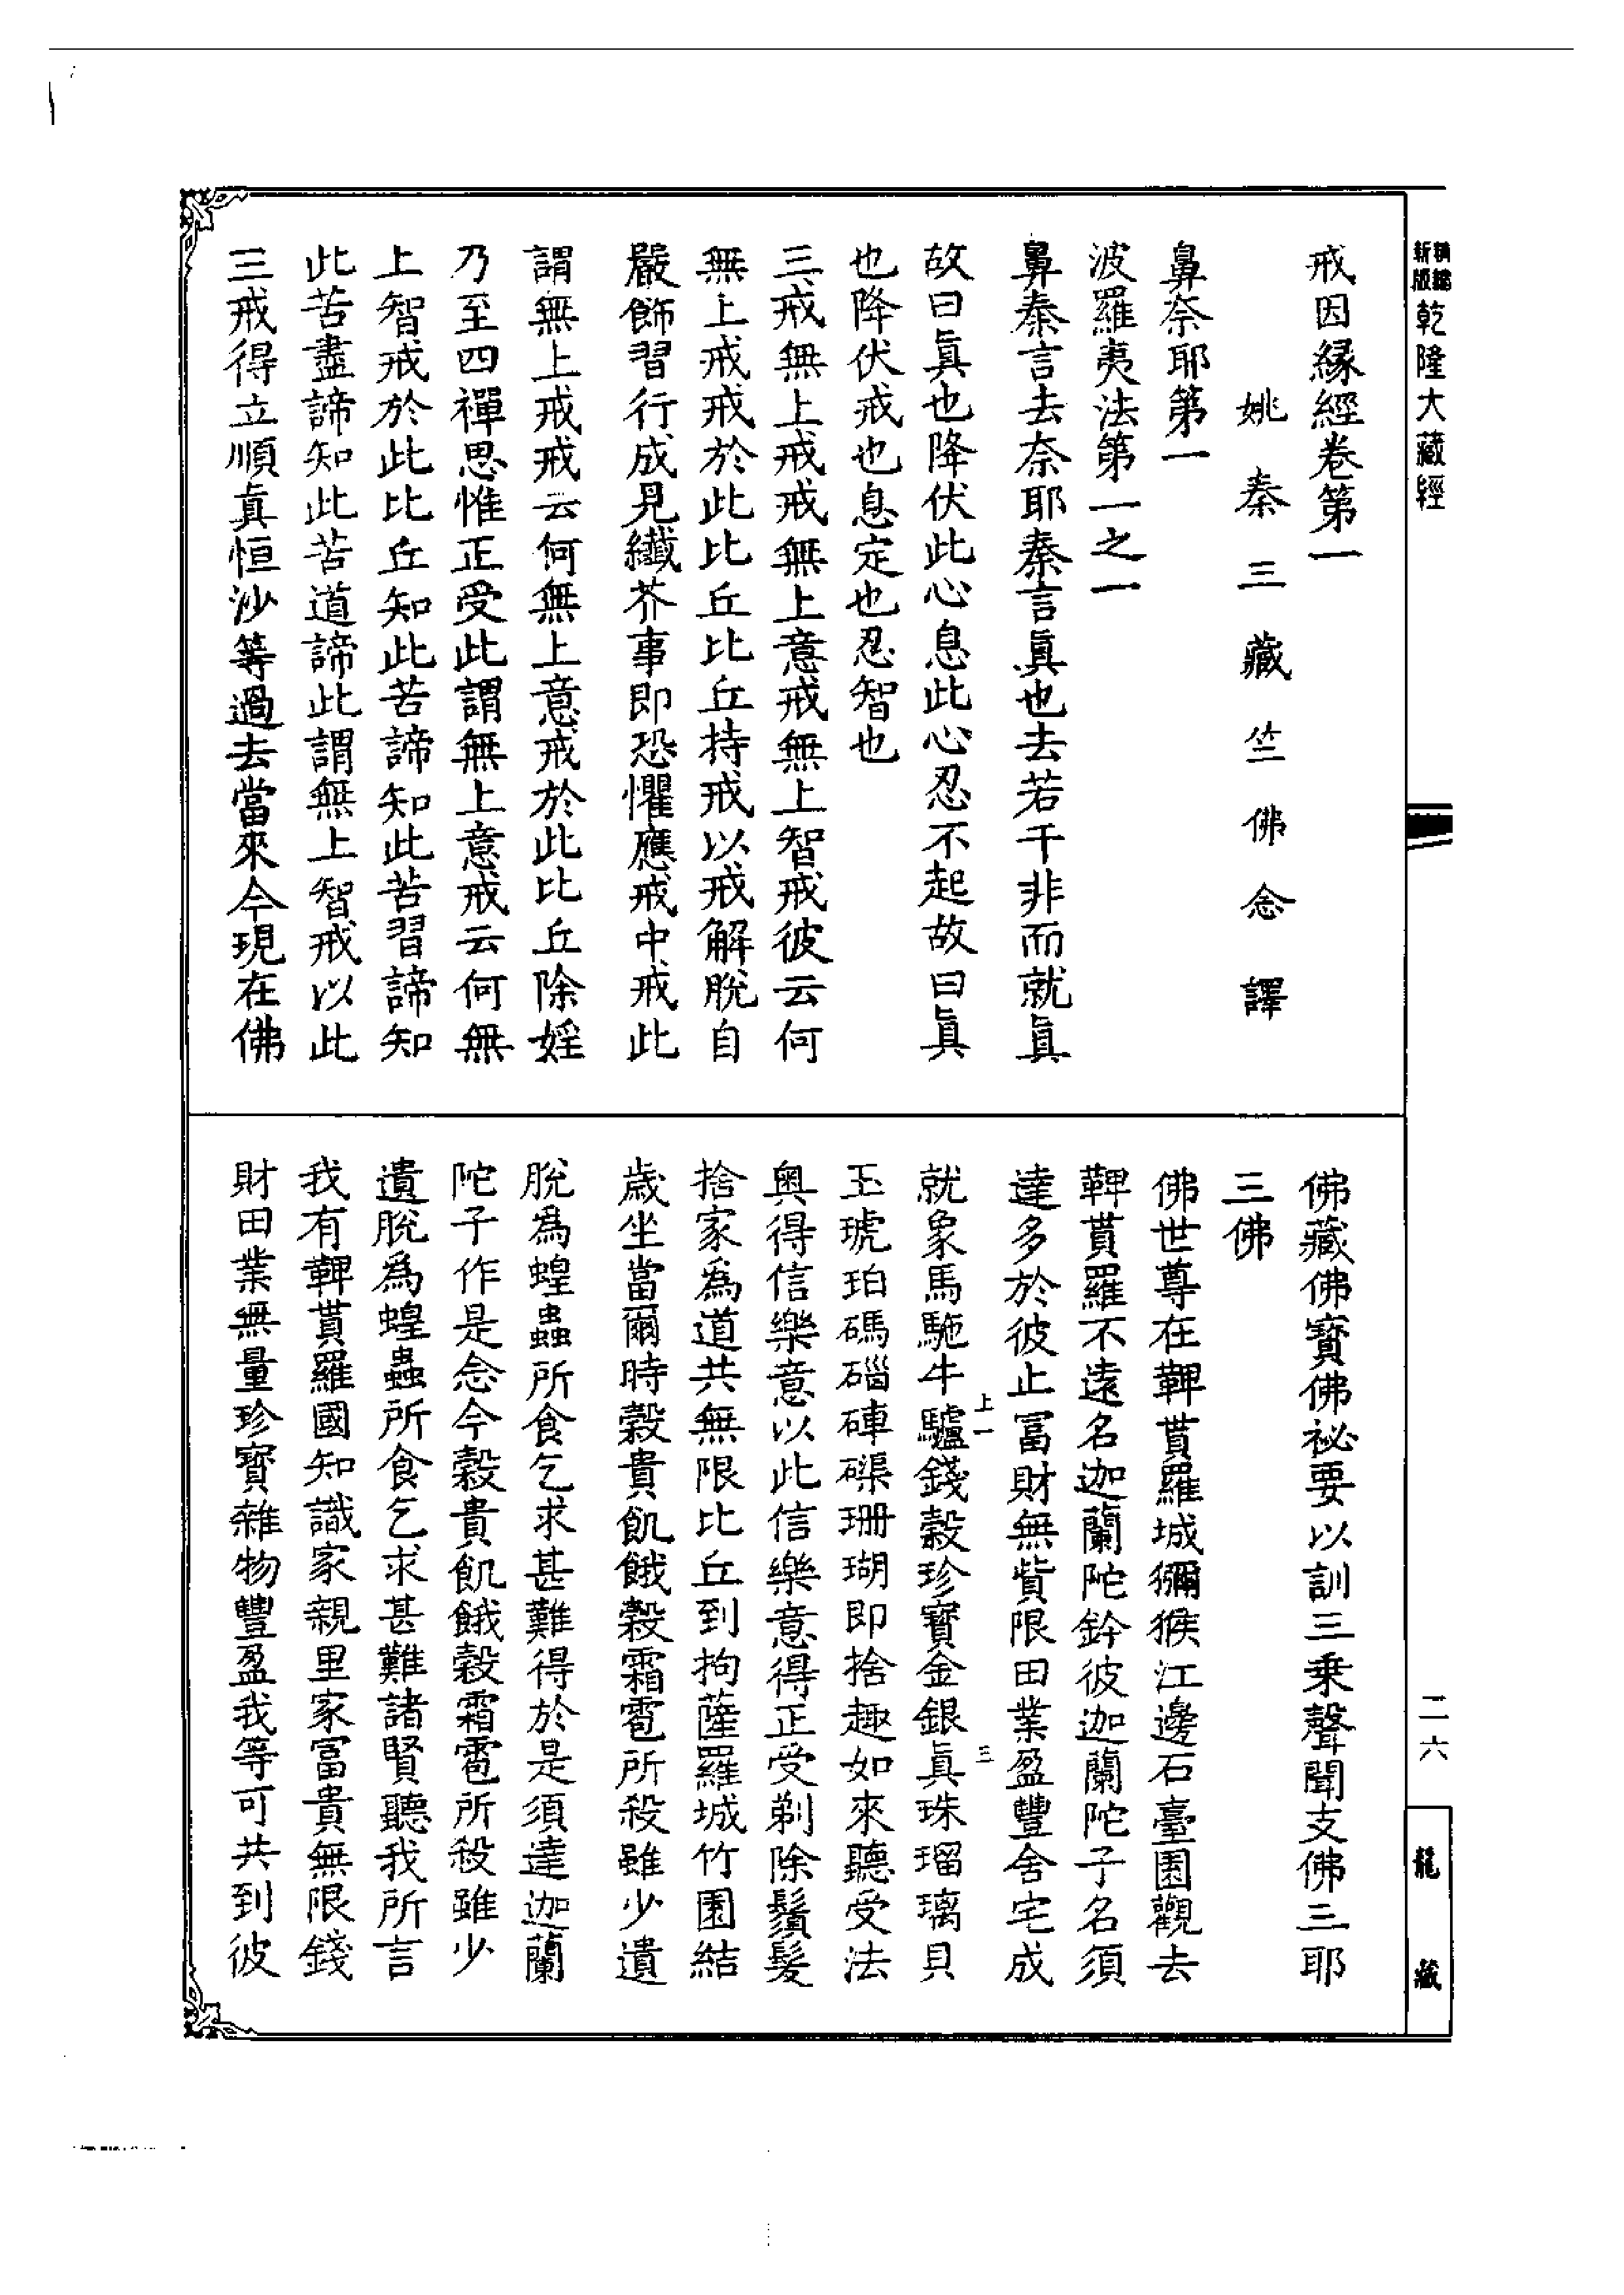 精編
新版
乾隆大藏經
戒因緣經卷第一
姚秦三藏竺佛念譯
鼻奈耶第一
波羅夷法第一之一
鼻秦言去奈耶秦言眞也去若干非而就眞
故曰眞也降伏此心息此心忍不起故曰眞
也降伏戒也息定也忍智也
三戒無上戒戒無上意戒無上智戒彼云何
無上戒戒於此比丘比丘持戒以戒解脫自
嚴飾習行成見纖芥事即恐懼應戒中戒此
謂無上戒戒云何無上意戒於此比丘除婬
乃至四禪思惟正受此謂無上意戒云何無
上智戒於此比丘知此苦諦知此苦習諦知
此苦盡諦知此苦道諦此謂無上智戒以此
三戒得立順真恒沙等過去當來今現在佛
佛藏佛寶佛祕要以訓三乘聲聞支佛三耶
三佛
佛世尊在鞞貰羅城獼猴江邊石臺園觀去
鞞貰羅不遠名迦蘭陀鈴彼迦蘭陀子名須
達多於彼止冨財無貲限田業盈豐舍宅成
就象馬駞牛驢錢穀珍寶金銀眞珠瑠璃貝
上一
三
玉琥珀碼碯硨磲珊瑚即捨趣如來聽受法
奧得信樂意以此信樂意得正受剃除鬚髮
捨家爲道共無限比丘到拘薩羅城竹園結
歲坐當爾時穀貴飢餓穀霜雹所殺雖少遺
脫爲蝗蟲所食乞求甚難得於是須達迦蘭
陀子作是念今穀貴飢餓穀霜雹所殺雖少
遺脫爲蝗蟲所食乞求甚難諸賢聽我所言
我有鞞貰羅國知識家親里家冨貴無限錢
財田業無量珍寶雜物豐盈我等可共到彼
二六
龍藏